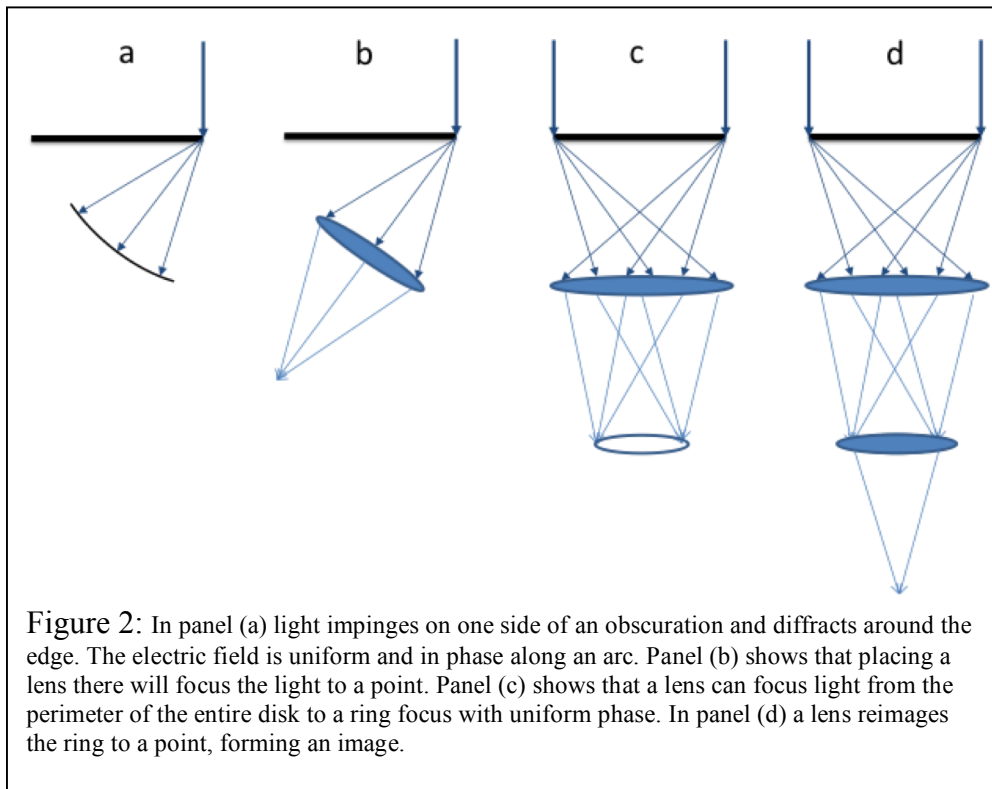 a b c d
Figure 2: In panel (a) light impinges on one side of an obscuration and diffracts around the
edge. The electric field is uniform and in phase along an arc. Panel (b) shows that placing a
lens there will focus the light to a point. Panel (c) shows that a lens can focus light from the
perimeter of the entire disk to a ring focus with uniform phase. In panel (d) a lens reimages
the ring to a point, forming an image.